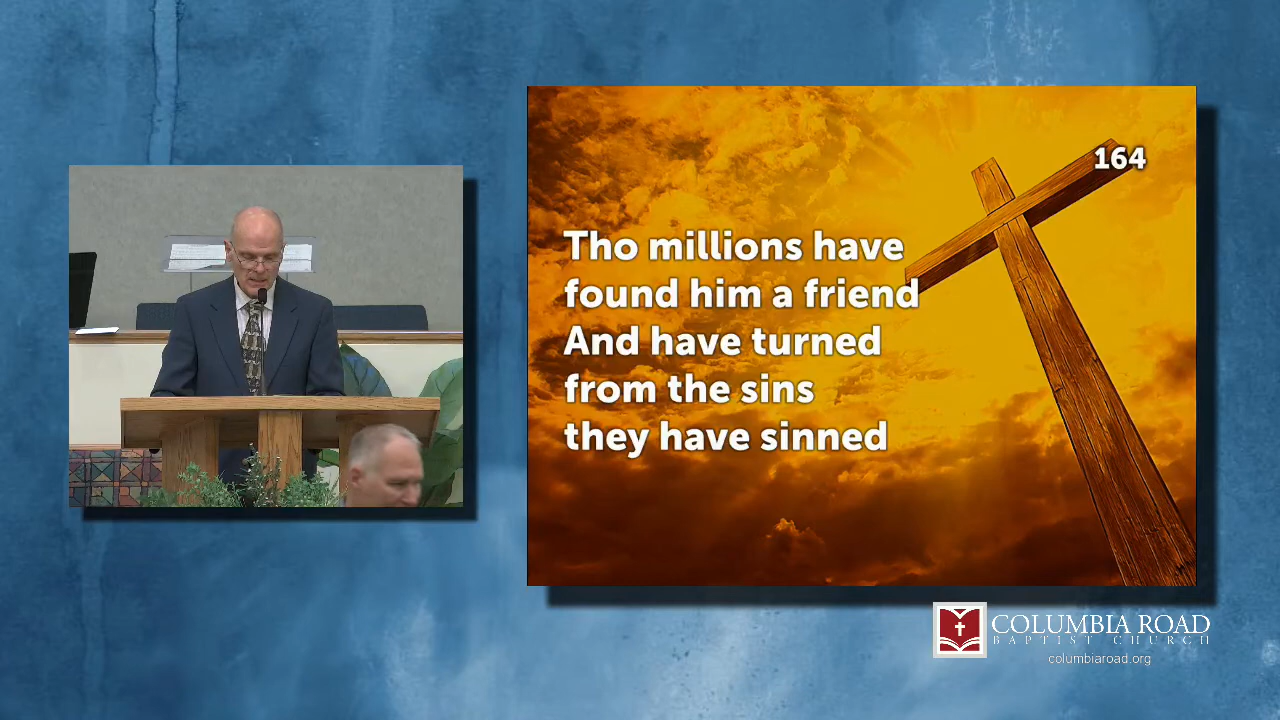 164
Tho millions have
found him a friend
And have turned
from the sins
they have sinned
COLUMBIA ROAD
BAPTIST CHURCH
columbiaroad.org